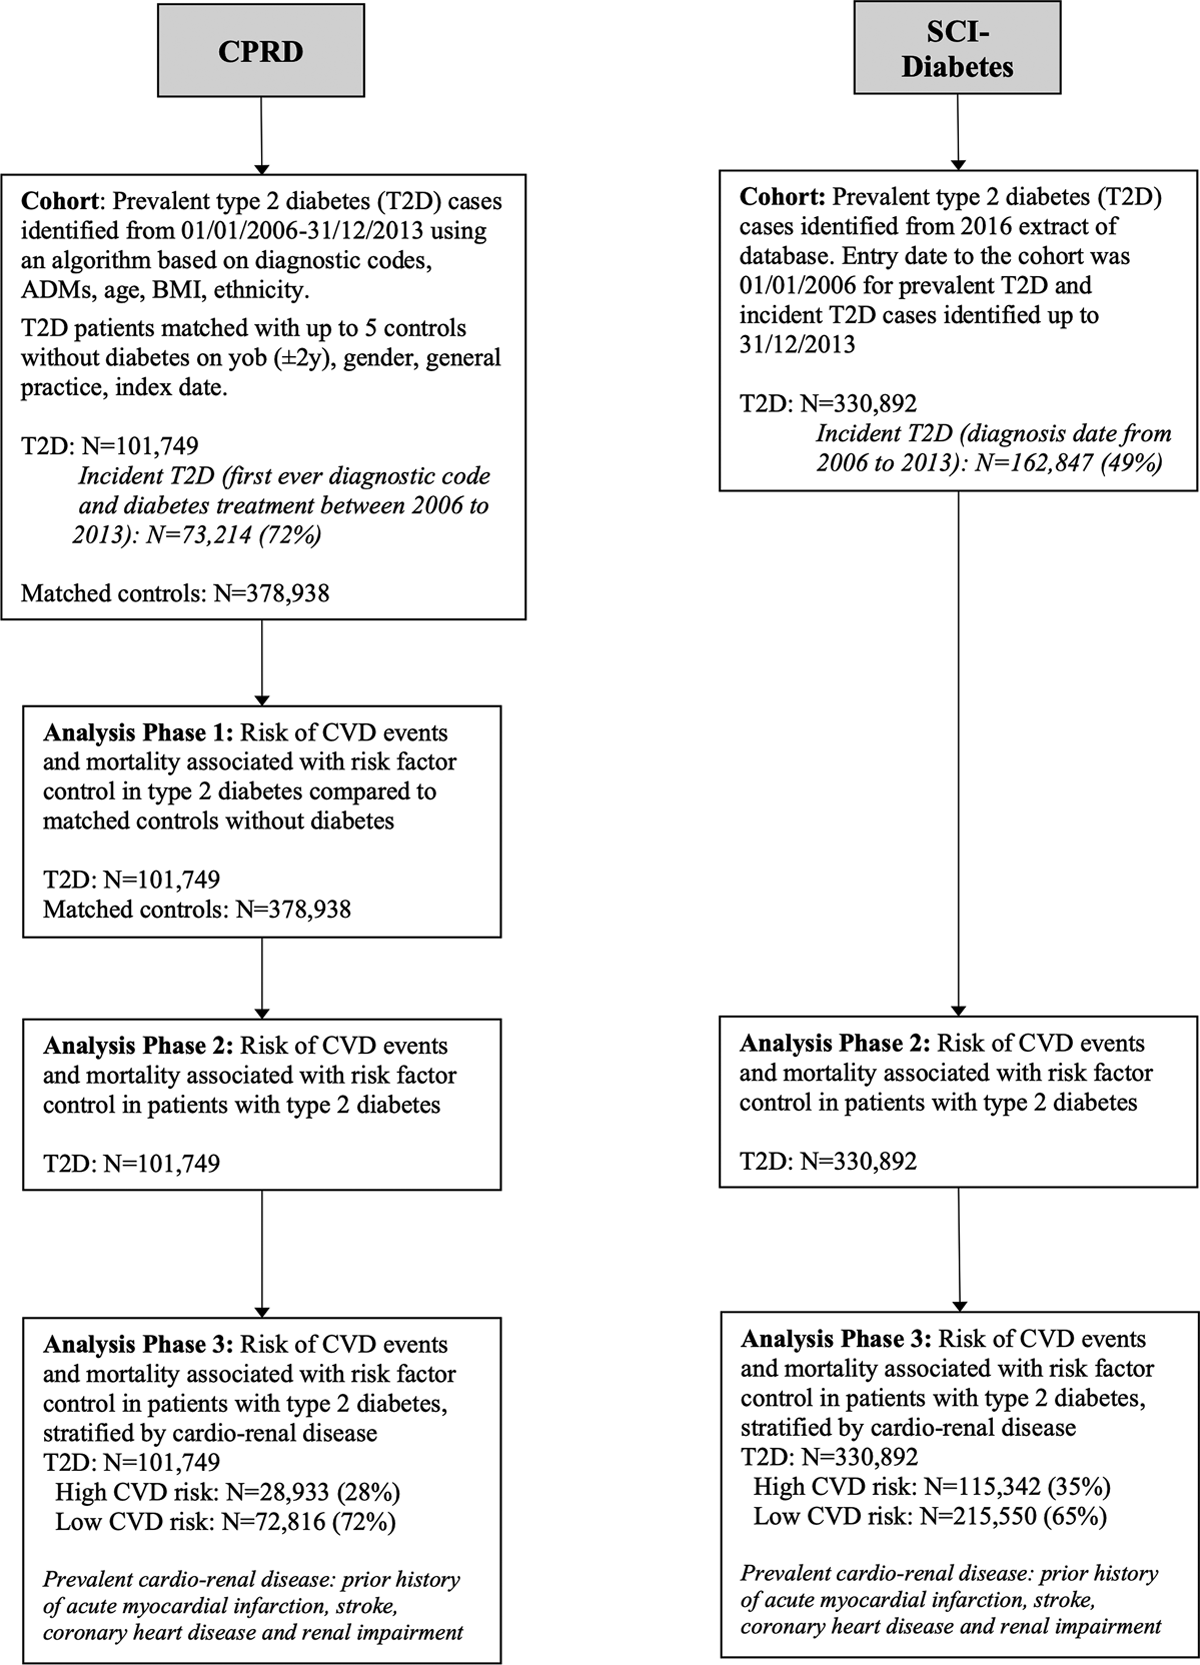 CPRD
Cohort: Prevalent type 2 diabetes (T2D) cases
identified from 01/01/2006-31/12/2013 using
an algorithm based on diagnostic codes,
ADMs, age, BMI, ethnicity.
T2D patients matched with up to 5 controls
without diabetes on yob (±2y), gender, general
practice, index date.
T2D: N=101,749
Incident T2D (first ever diagnostic code
and diabetes treatment between 2006 to
2013): N=73,214 (72%)
Matched controls: N=378,938
Analysis Phase 1: Risk of CVD events
and mortality associated with risk factor
control in type 2 diabetes compared to
matched controls without diabetes
T2D: N=101,749
Matched controls: N=378,938
Analysis Phase 2: Risk of CVD events
and mortality associated with risk factor
control in patients with type 2 diabetes
T2D: N=101,749
Analysis Phase 3: Risk of CVD events
and mortality associated with risk factor
control in patients with type 2 diabetes,
stratified by cardio-renal disease
T2D: N=101,749
High CVD risk: N=28,933 (28%)
Low CVD risk: N=72,816 (72%)
Prevalent cardio-renal disease: prior history
of acute myocardial infarction, stroke,
coronary heart disease and renal impairment
SCI-
Diabetes
Cohort: Prevalent type 2 diabetes (T2D)
cases identified from 2016 extract of
database. Entry date to the cohort was
01/01/2006 for prevalent T2D and
incident T2D cases identified up to
31/12/2013
T2D: N=330,892
Incident T2D (diagnosis date from
2006 to 2013): N=162,847 (49%)
Analysis Phase 2: Risk of CVD events
and mortality associated with risk factor
control in patients with type 2 diabetes
T2D: N=330,892
Analysis Phase 3: Risk of CVD events
and mortality associated with risk factor
control in patients with type 2 diabetes,
stratified by cardio-renal disease
T2D: N=330,892
High CVD risk: N=115,342 (35%)
Low CVD risk: N=215,550 (65%)
Prevalent cardio-renal disease: prior history
of acute myocardial infarction, stroke,
coronary heart disease and renal impairment